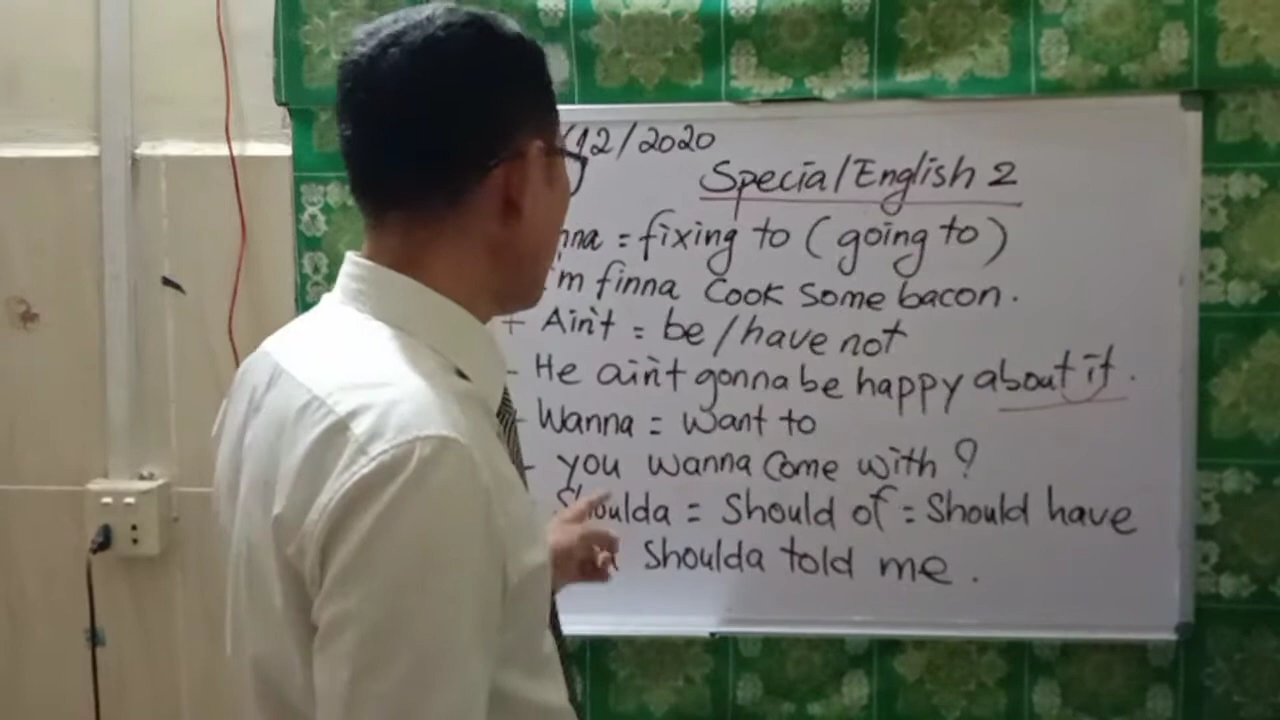 /12/2020
Special English 2
= fixing to (going to)
I'm finna Cook Some bacon.
+ Ain't = be / have not
- He ain't gonna be happy about it.
+ Wanna = want to
- you wanna Come with ?
Shoulda = Should of = Should have
Shoulda told me.